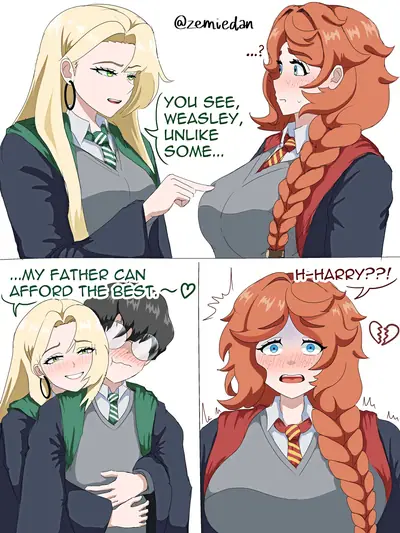 @zemiedan
...?
YOU SEE,
WEASLEY,
UNLIKE
SOME...
...MY FATHER CAN
AFFORD THE BEST.~♡
H-HARRY??!